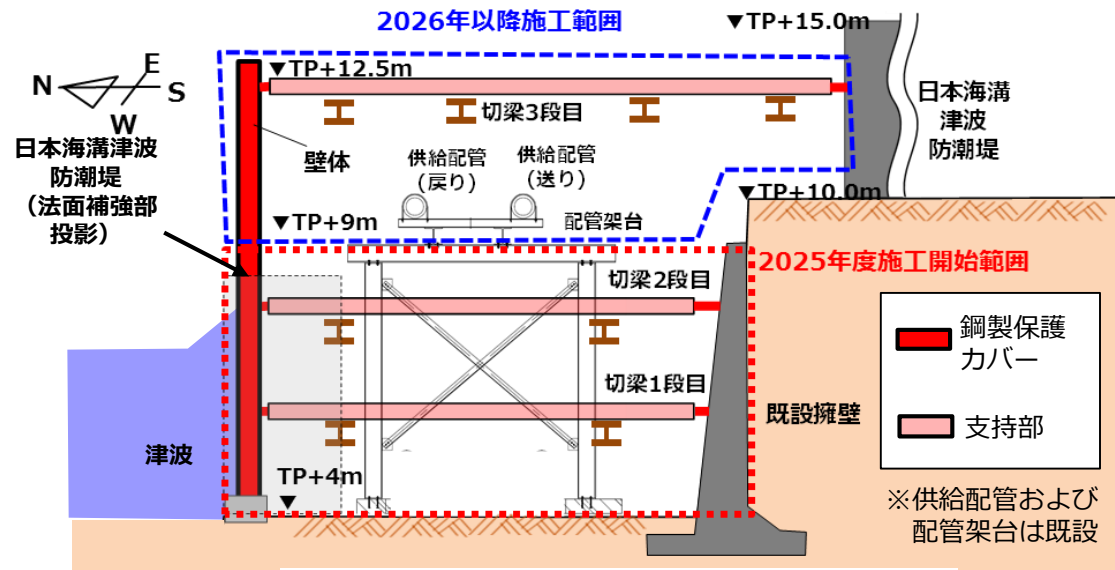 2026年以降施工範囲
▼TP+15.0m
N
E
S
W
▼TP+12.5m
切梁3段目
日本海溝
津波
防潮堤
日本海溝津波
防潮堤
（法面補強部
投影）
壁体
供給配管
（戻り）
供給配管
（送り）
▼TP+10.0m
▼TP+9m
配管架台
2025年度施工開始範囲
切梁2段目
鋼製保護
カバー
切梁1段目
既設擁壁
支持部
津波
TP+4m
▼
※供給配管および
配管架台は既設